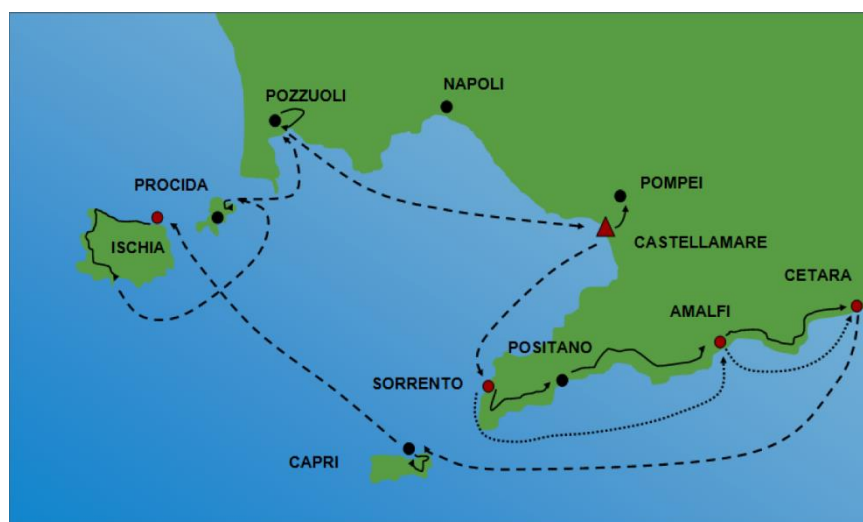 NAPOLI
POZZUOLI
PROCIDA
POMPEI
ISCHIA
CASTELLAMARE
CETARA
AMALFI
POSITANO
SORRENTO
CAPRI